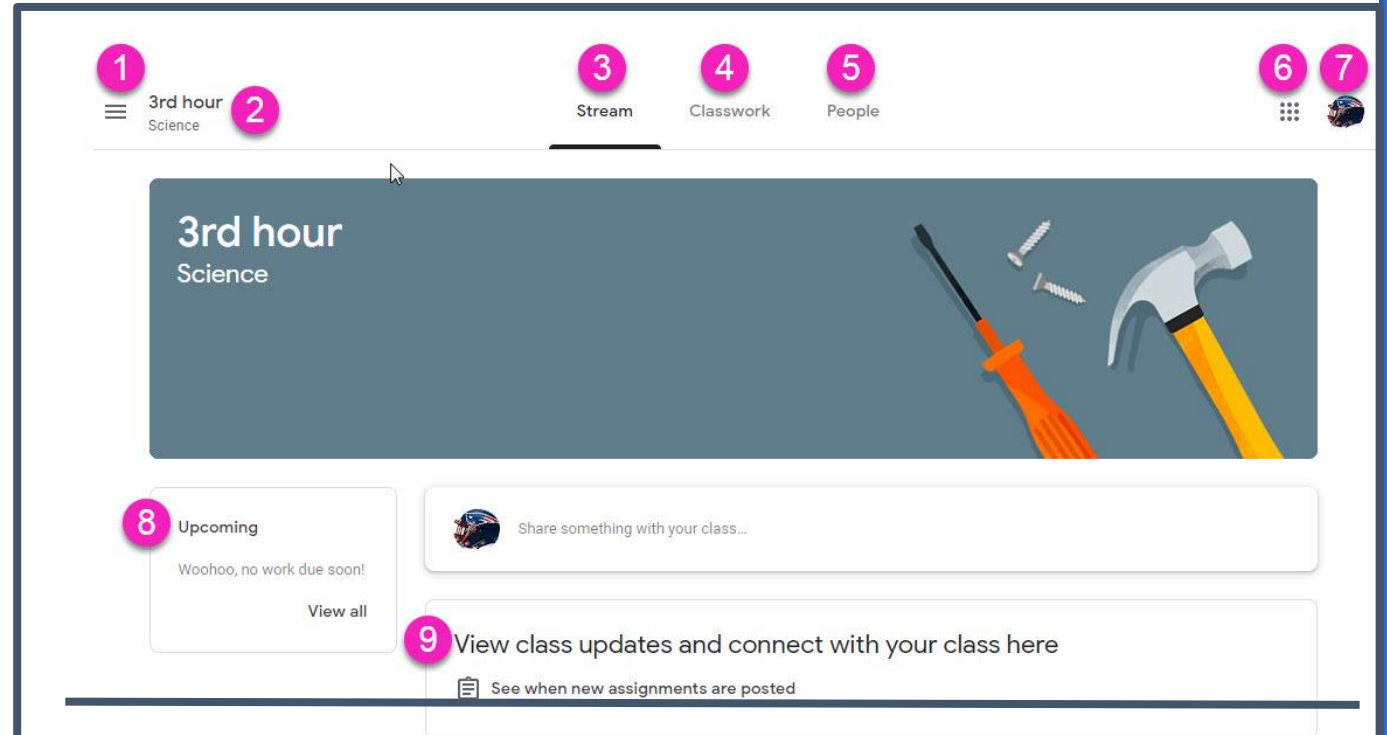 1
3
4
5
6
7
3rd hour
2
Science
Stream
Classwork
People
3rd hour
Science
8
Upcoming
Woohoo, no work due soon!
View all
Share something with your class...
9
View class updates and connect with your class here
See when new assignments are posted